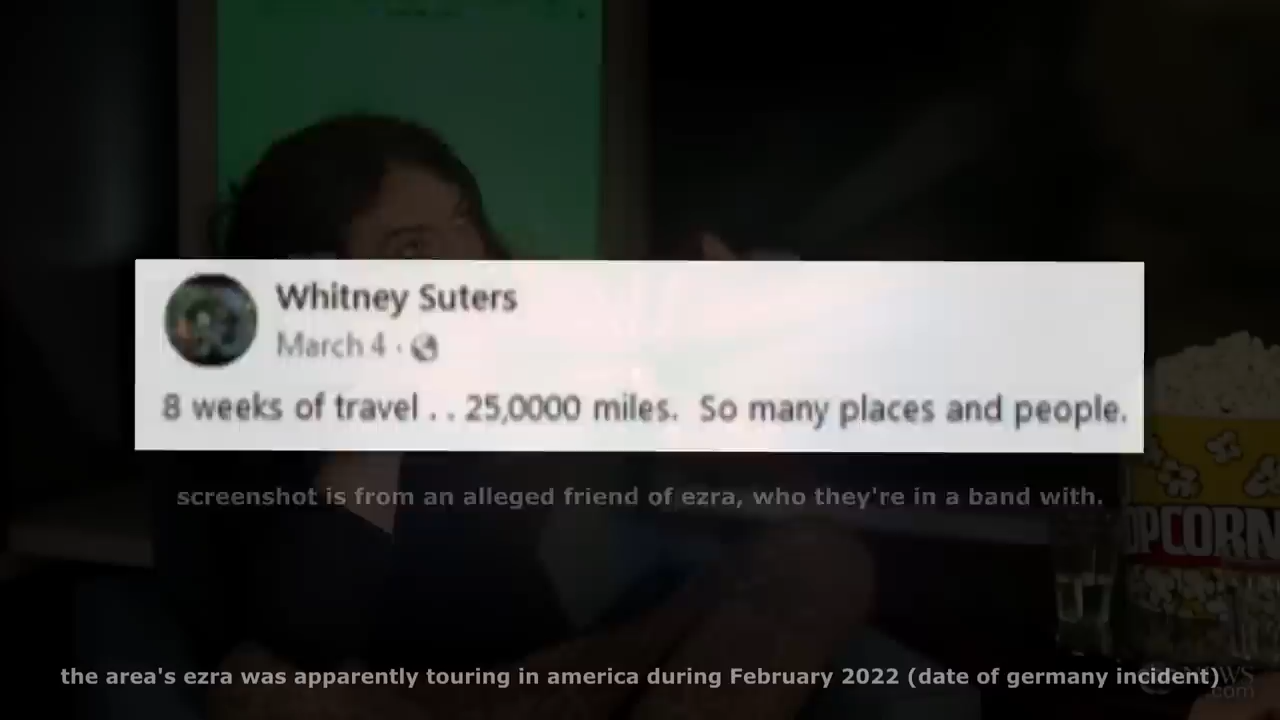 Whitney Suters
March 4 ·
8 weeks of travel . . 25,0000 miles. So many places and people.
screenshot is from an alleged friend of ezra, who they're in a band with.
OPCORN
the area's ezra was apparently touring in america during February 2022 (date of germany incident)
.com